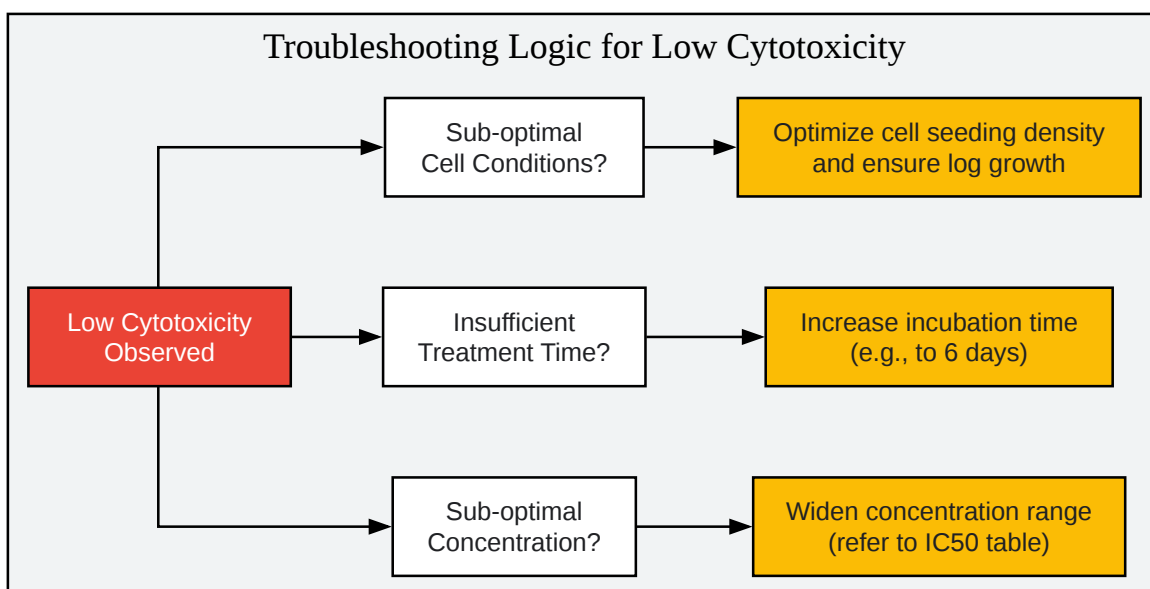 Troubleshooting Logic for Low Cytotoxicity
Sub-optimal
Cell Conditions?
Optimize cell seeding density
and ensure log growth
Low Cytotoxicity
Observed
Insufficient
Treatment Time?
Increase incubation time
(e.g., to 6 days)
Sub-optimal
Concentration?
Widen concentration range
(refer to IC50 table)